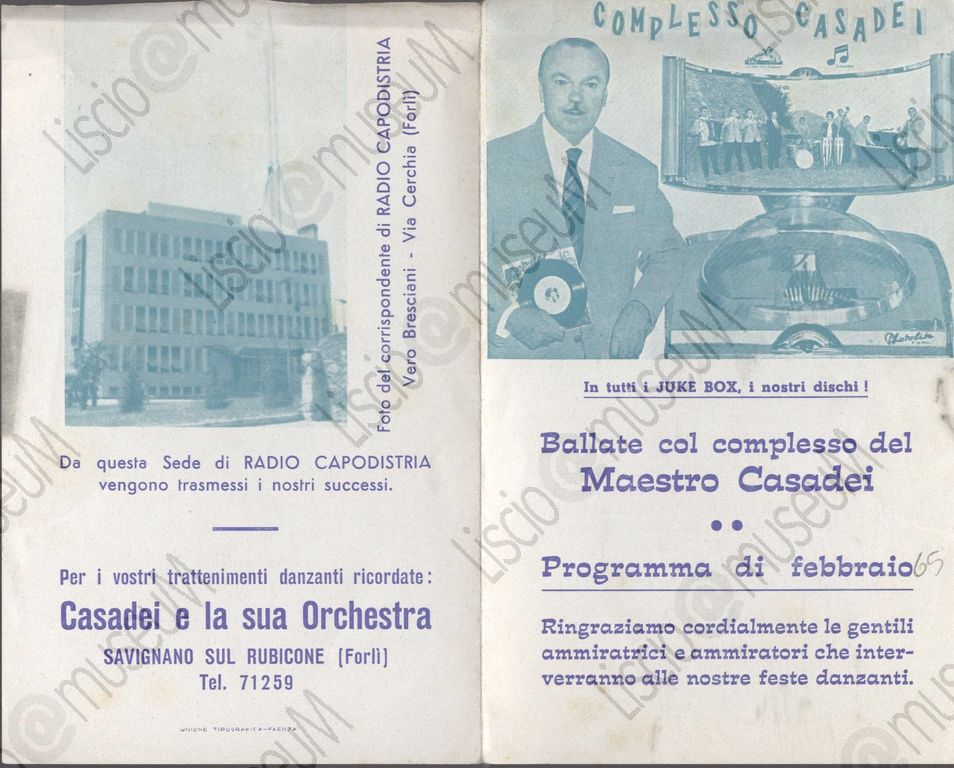 Foto del corrispondente di RADIO CAPODISTRIA
Vero Bresciani - Via Cerchia (Forlì)
Da questa Sede di RADIO CAPODISTRIA
vengono trasmessi i nostri successi.
Per i vostri trattenimenti danzanti ricordate:
Casadei e la sua Orchestra
SAVIGNANO SUL RUBICONE (Forlì)
Tel. 71259
UNIONE TIPOGRAFICA-FAENZA
COMPLESSO CASADEI
Photolito
In tutti i JUKE BOX, i nostri dischi !
Ballate col complesso del
Maestro Casadei
Programma di febbraio 65
Ringraziamo cordialmente le gentili
ammiratrici e ammiratori che inter-
verranno alle nostre feste danzanti.
Liscio@museuM